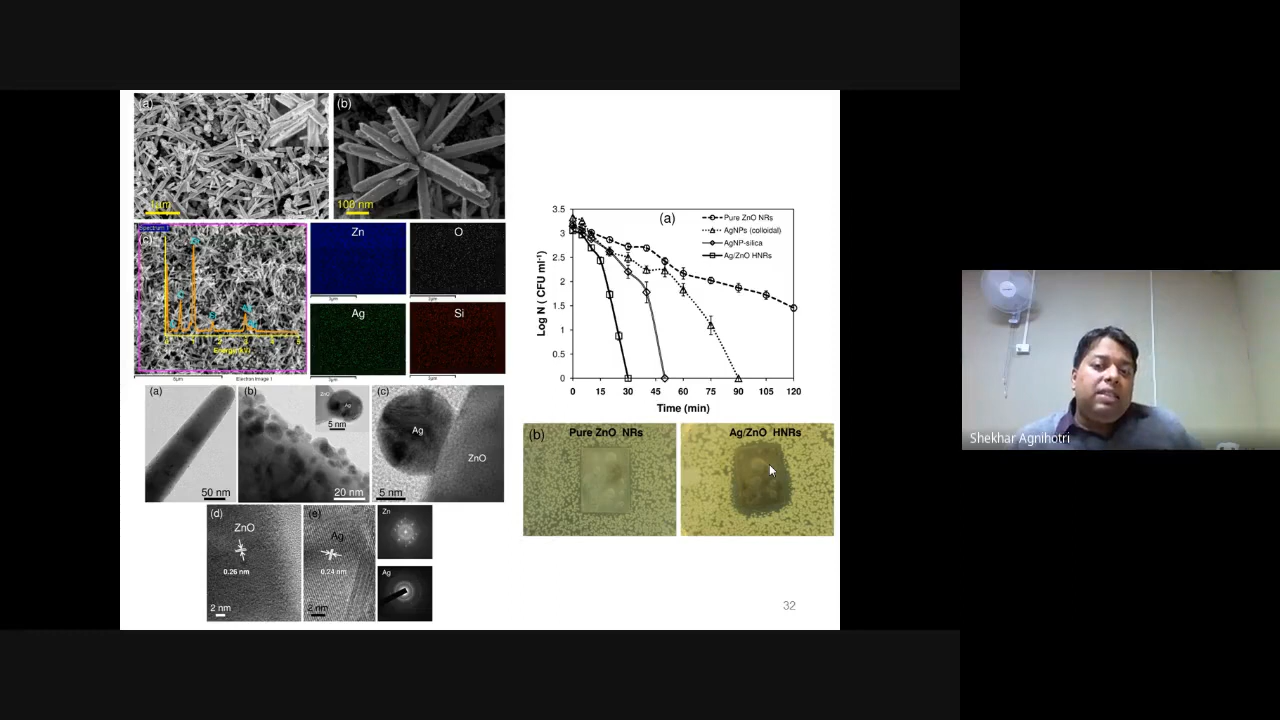 (a)
1µm
(b)
100 nm
Spectrum 1
(c)
Electron Image 1
Zn
O
Ag
Si
(a)
50 nm
(b)
ZnO
Ag
5 nm
20 nm
(c)
Ag
ZnO
5 nm
(d)
ZnO
0.26 nm
2 nm
(e)
Ag
0.24 nm
2 nm
Zn
Ag
(a)
Pure ZnO NRs
AgNPs (colloidal)
AgNP-silica
Ag/ZnO HNRs
Log N ( CFU ml⁻¹)
3.5
3
2.5
2
1.5
1
0.5
0
0 15 30 45 60 75 90 105 120
Time (min)
(b)
Pure ZnO NRs
Ag/ZnO HNRs
32
Shekhar Agnihotri